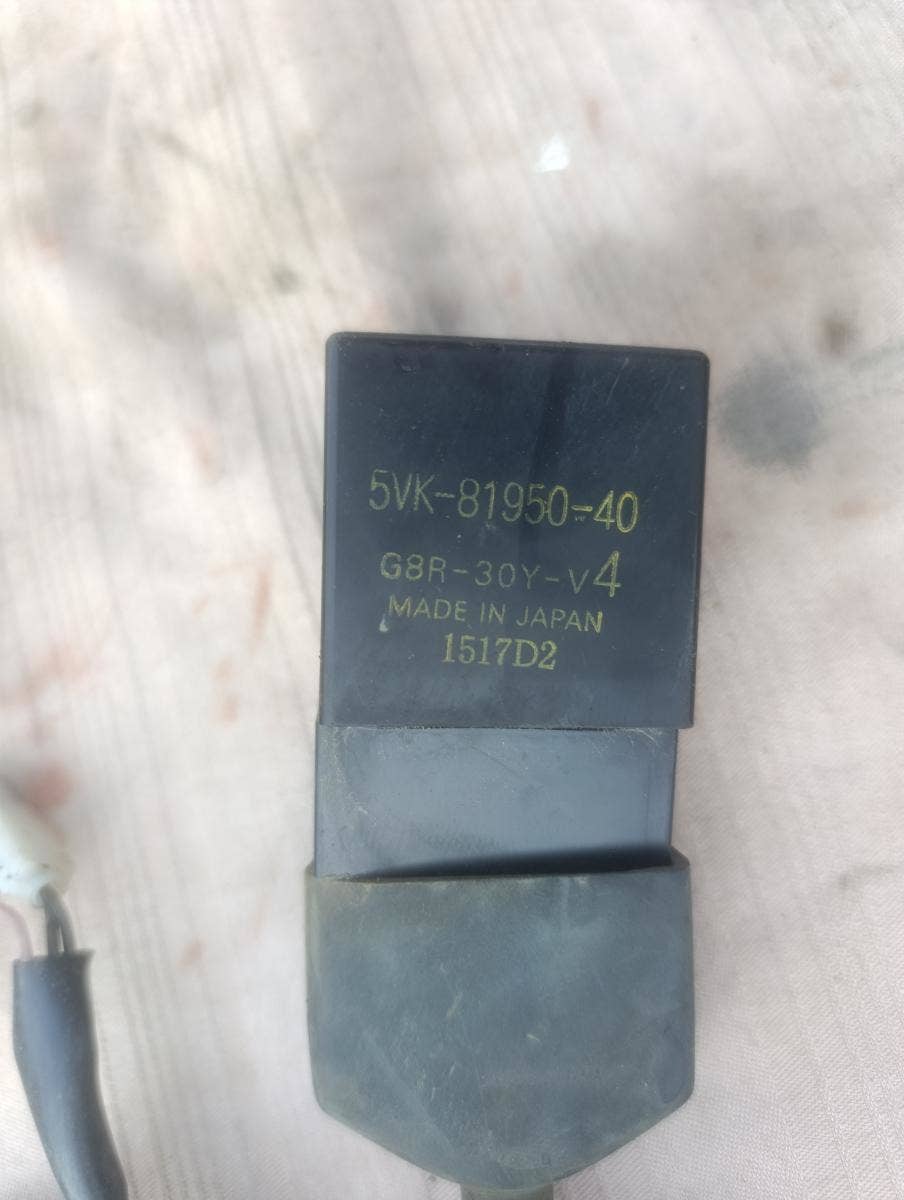 5VK-81950-40
G8R-30Y-V4
MADE IN JAPAN
1517D2